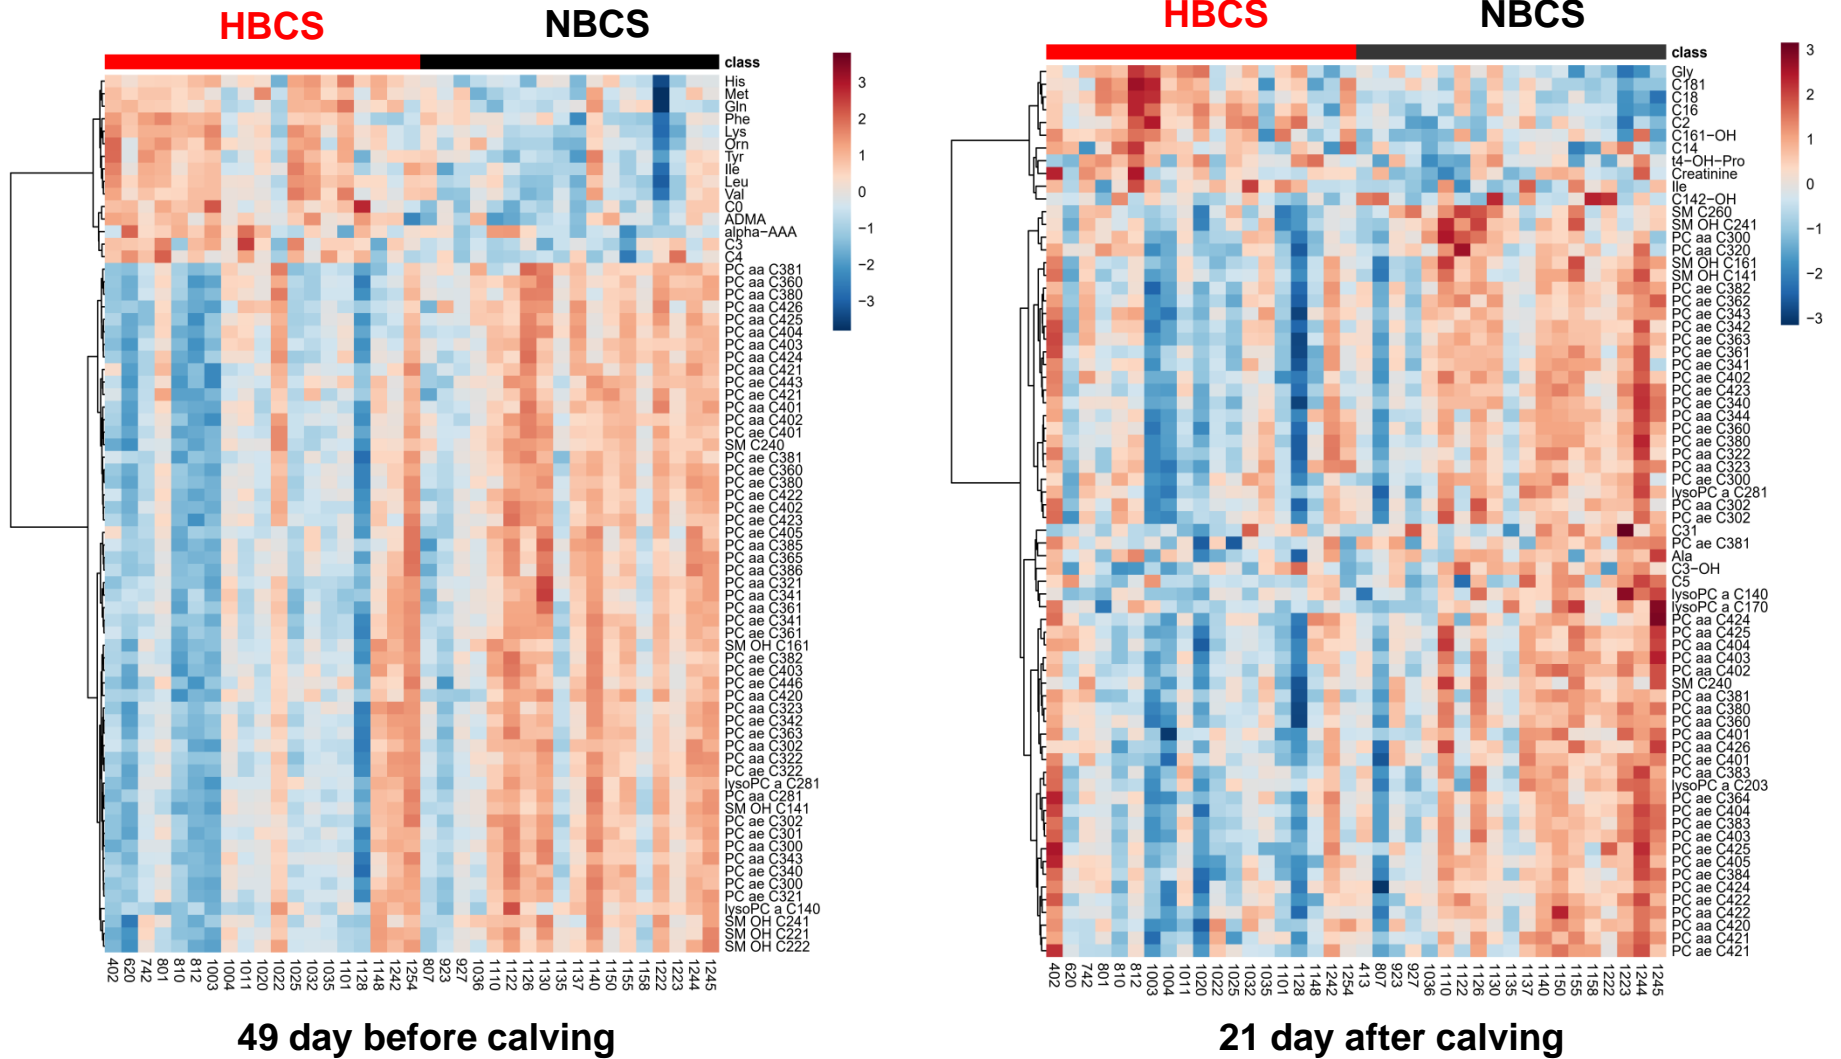 HBCS
NBCS
class
His
Met
Gln
Phe
Lys
Orn
Tyr
Ile
Leu
Val
C0
ADMA
alpha−AAA
C3
C4
PC aa C381
PC aa C360
PC aa C380
PC aa C426
PC aa C425
PC aa C404
PC aa C403
PC aa C424
PC aa C421
PC ae C443
PC ae C421
PC aa C401
PC aa C402
PC ae C401
SM C240
PC ae C381
PC ae C360
PC ae C380
PC ae C422
PC ae C402
PC ae C423
PC ae C405
PC aa C385
PC aa C365
PC aa C386
PC aa C321
PC aa C341
PC aa C361
PC ae C341
PC ae C361
SM OH C161
PC ae C382
PC ae C403
PC ae C446
PC aa C420
PC aa C323
PC ae C342
PC ae C363
PC aa C302
PC aa C322
PC ae C322
lysoPC a C281
PC aa C281
SM OH C141
PC ae C302
PC ae C301
PC aa C300
PC aa C343
PC ae C340
PC ae C300
PC ae C321
lysoPC a C140
SM OH C241
SM OH C221
SM OH C222
3
2
1
0
−1
−2
−3
402 620 742 801 810 812 1003 1004 1011 1020 1022 1025 1032 1035 1101 1128 1148 1242 1254 807 923 927 1036 1110 1122 1126 1130 1135 1137 1140 1150 1155 1158 1222 1223 1244 1245
49 day before calving
HBCS
NBCS
class
Gly
C181
C18
C16
C2
C161−OH
C14
t4−OH−Pro
Creatinine
Ile
C142−OH
SM C260
SM OH C241
PC aa C300
PC aa C320
SM OH C161
SM OH C141
PC ae C382
PC ae C362
PC ae C343
PC ae C342
PC ae C363
PC ae C361
PC ae C341
PC ae C402
PC ae C423
PC ae C340
PC aa C344
PC ae C360
PC ae C380
PC aa C322
PC aa C323
PC ae C300
lysoPC a C281
PC aa C302
PC ae C302
C31
PC ae C381
Ala
C3−OH
C5
lysoPC a C140
lysoPC a C170
PC aa C424
PC aa C425
PC aa C404
PC aa C403
PC aa C402
SM C240
PC aa C381
PC aa C380
PC aa C360
PC aa C401
PC aa C426
PC ae C401
PC aa C383
lysoPC a C203
PC ae C364
PC ae C404
PC ae C383
PC ae C403
PC ae C425
PC ae C405
PC ae C384
PC ae C424
PC ae C422
PC aa C422
PC aa C420
PC aa C421
PC ae C421
3
2
1
0
−1
−2
−3
402 620 742 801 810 812 1003 1004 1011 1020 1022 1025 1032 1035 1101 1128 1148 1242 1254 413 807 923 927 1036 1110 1122 1126 1130 1135 1137 1140 1150 1155 1158 1222 1223 1244 1245
21 day after calving